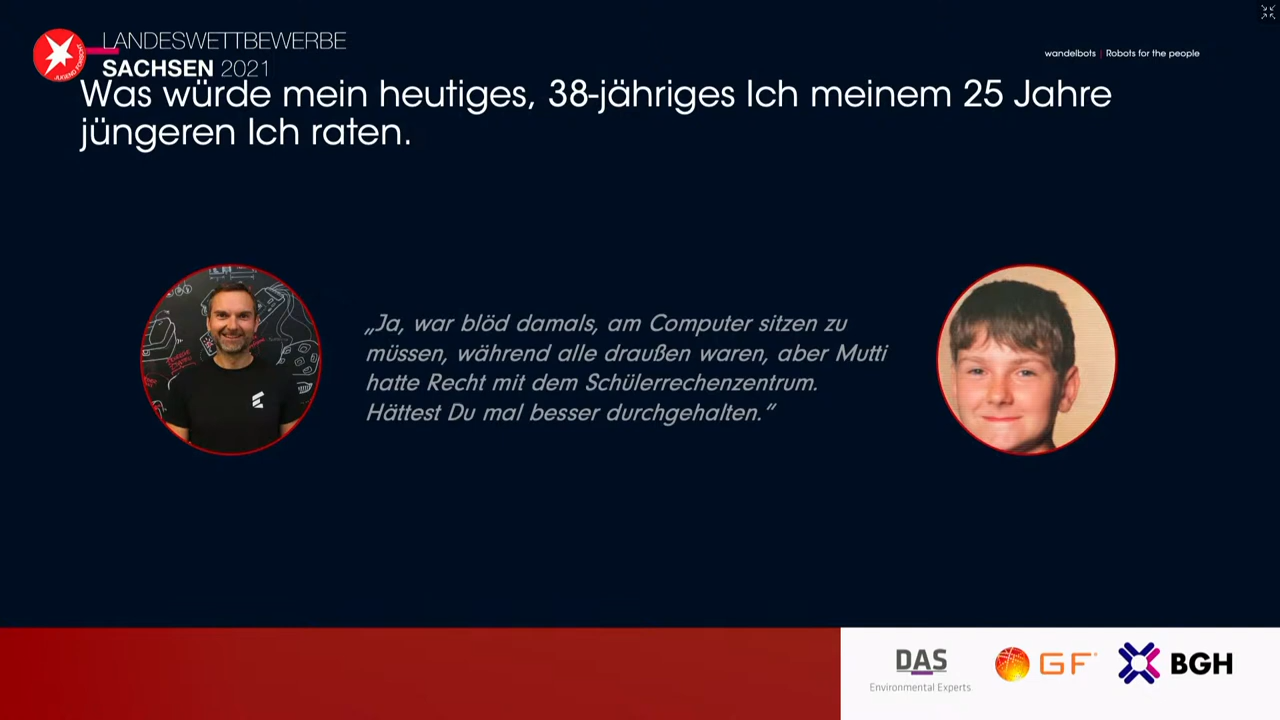 LANDESWETTBEWERBE
SACHSEN 2021
JUGEND FORSCHT
wandelbots | Robots for the people
Was würde mein heutiges, 38-jähriges Ich meinem 25 Jahre
jüngeren Ich raten.
„Ja, war blöd damals, am Computer sitzen zu
müssen, während alle draußen waren, aber Mutti
hatte Recht mit dem Schülerrechenzentrum.
Hättest Du mal besser durchgehalten.“
DAS
Environmental Experts
GF
BGH